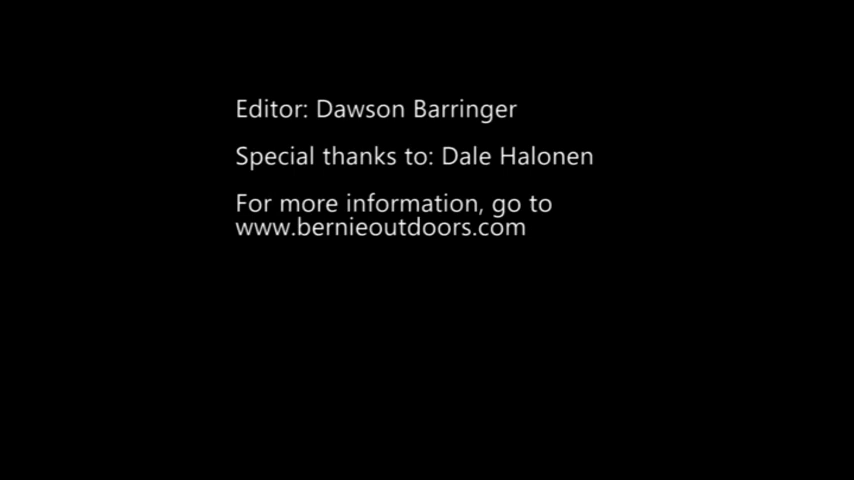 Editor: Dawson Barringer
Special thanks to: Dale Halonen
For more information, go to
www.bernieoutdoors.com